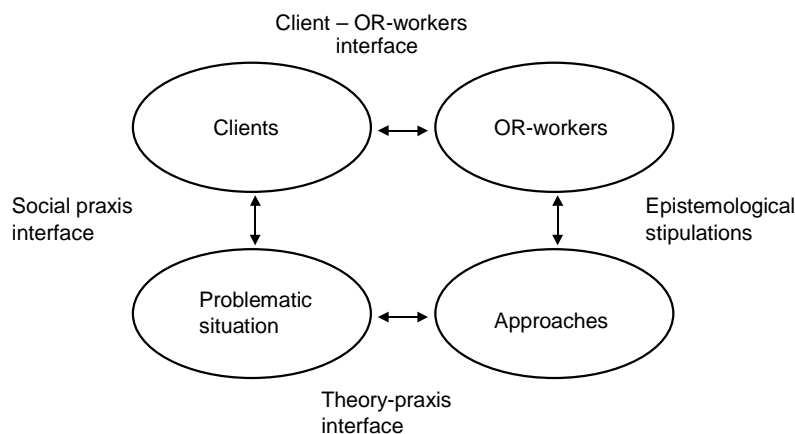 Client – OR-workers
interface
Clients
OR-workers
Social praxis
interface
Epistemological
stipulations
Problematic
situation
Approaches
Theory-praxis
interface